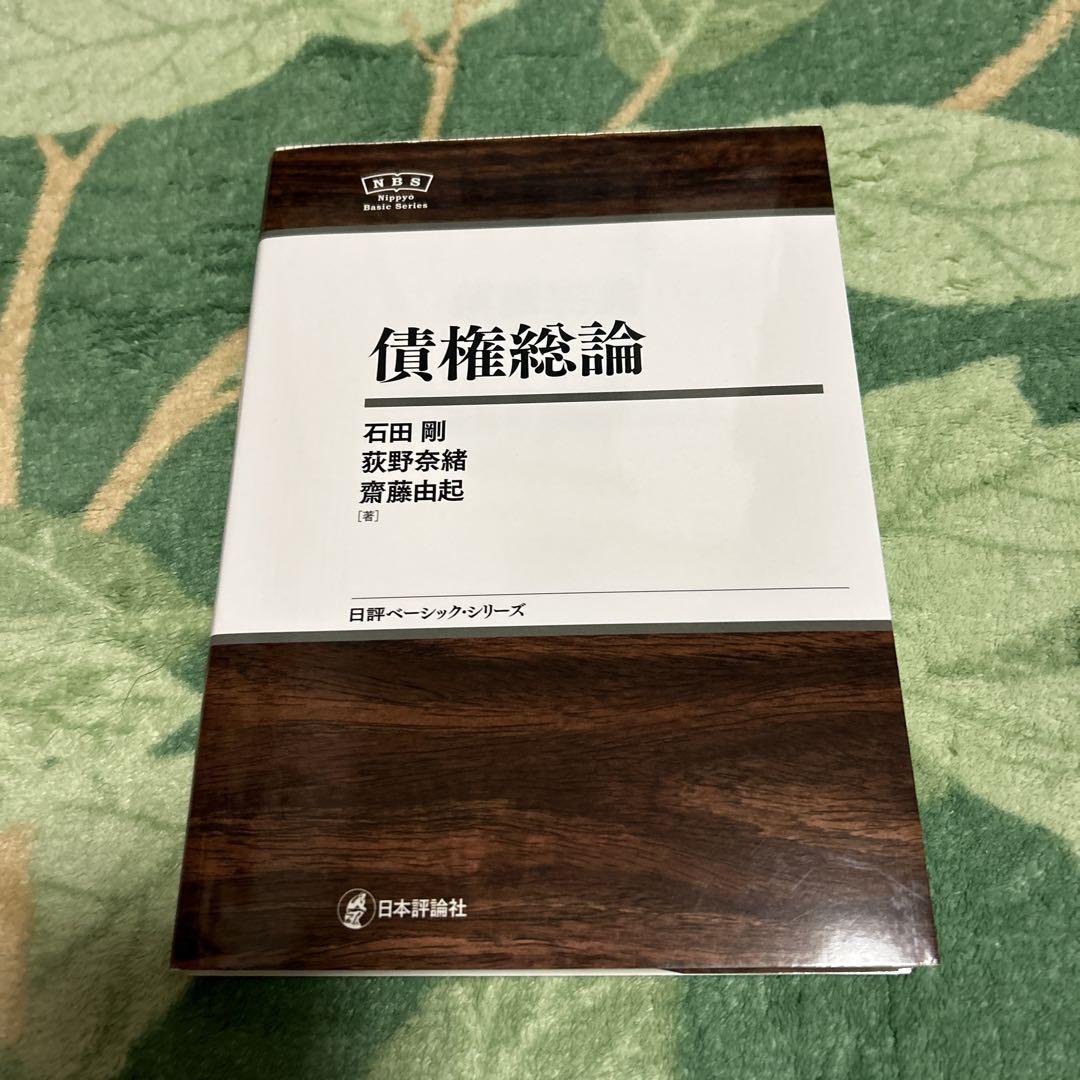 NBS
Nippyo
Basic Series
債権総論
石田 剛
荻野奈緒
齋藤由起
[著]
日評ベーシック・シリーズ
日本評論社